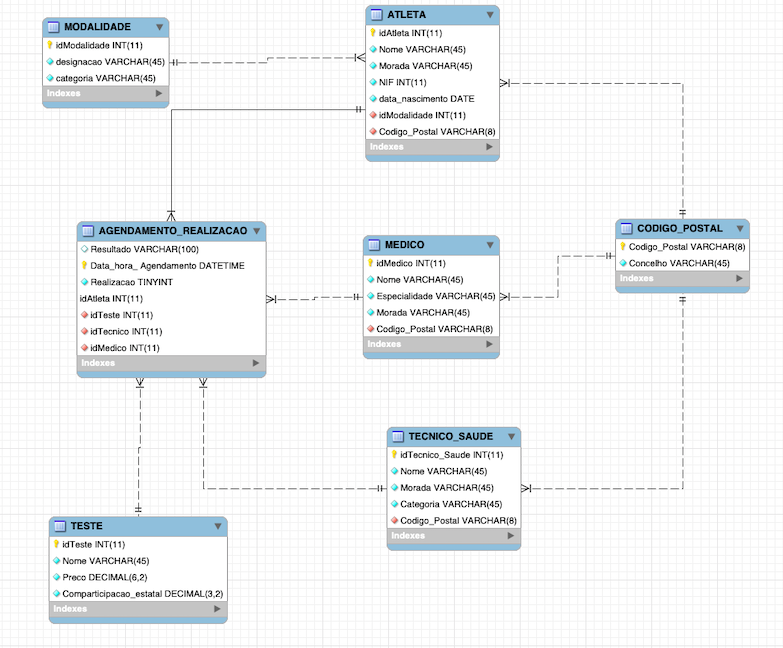 MODALIDADE
idModalidade INT(11)
designacao VARCHAR(45)
categoria VARCHAR(45)
Indexes
ATLETA
idAtleta INT(11)
Nome VARCHAR(45)
Morada VARCHAR(45)
NIF INT(11)
data_nascimento DATE
idModalidade INT(11)
Codigo_Postal VARCHAR(8)
Indexes
AGENDAMENTO_REALIZACAO
Resultado VARCHAR(100)
Data_hora_ Agendamento DATETIME
Realizacao TINYINT
idAtleta INT(11)
idTeste INT(11)
idTecnico INT(11)
idMedico INT(11)
Indexes
MEDICO
idMedico INT(11)
Nome VARCHAR(45)
Especialidade VARCHAR(45)
Morada VARCHAR(45)
Codigo_Postal VARCHAR(8)
Indexes
CODIGO_POSTAL
Codigo_Postal VARCHAR(8)
Concelho VARCHAR(45)
Indexes
TECNICO_SAUDE
idTecnico_Saude INT(11)
Nome VARCHAR(45)
Morada VARCHAR(45)
Categoria VARCHAR(45)
Codigo_Postal VARCHAR(8)
Indexes
TESTE
idTeste INT(11)
Nome VARCHAR(45)
Preco DECIMAL(6,2)
Comparticipacao_estatal DECIMAL(3,2)
Indexes